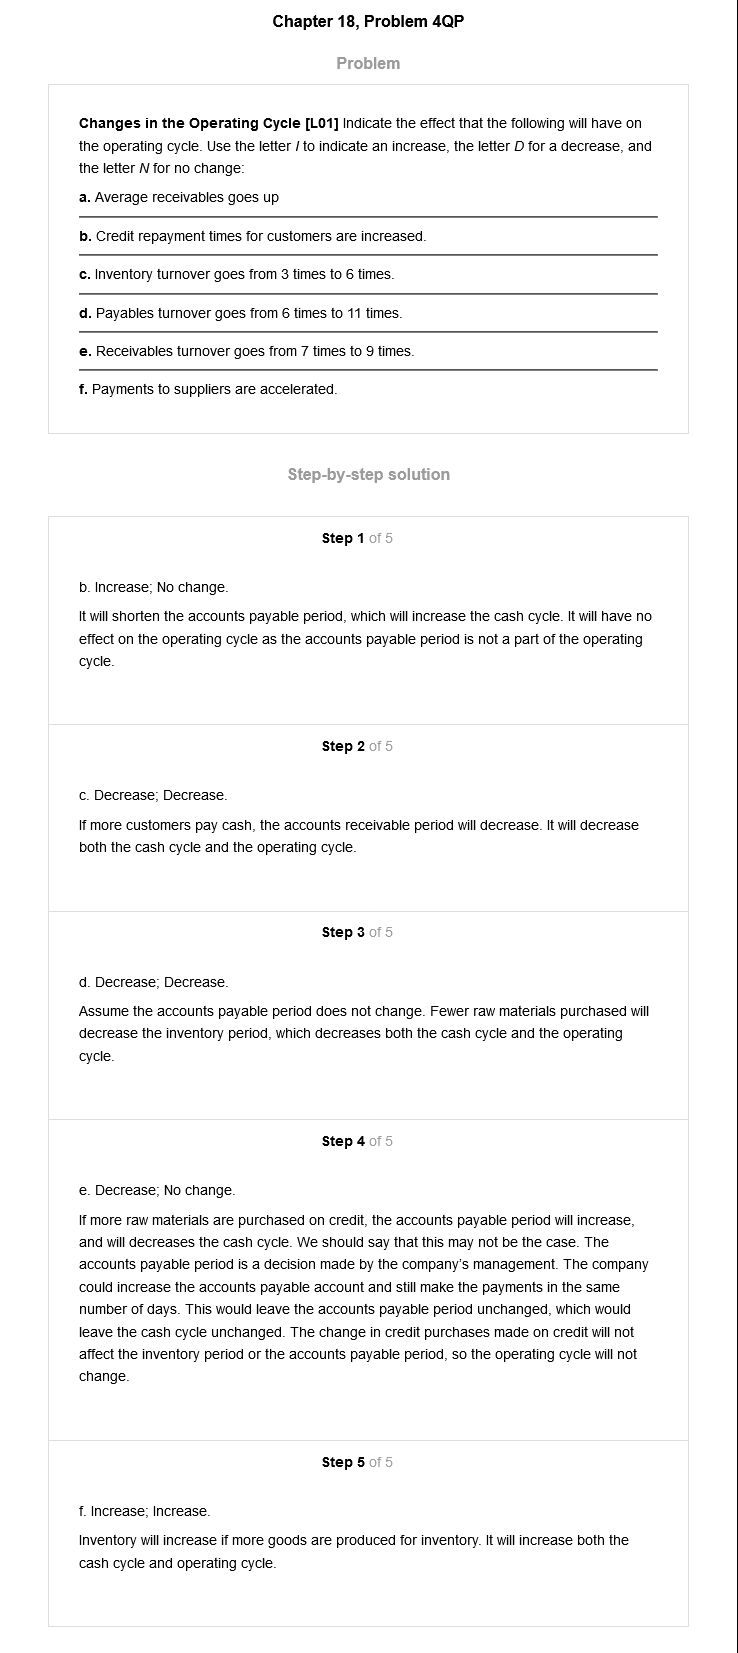 Chapter 18, Problem 4QP
Problem
Changes in the Operating Cycle [L01] Indicate the effect that the following will have on
the operating cycle. Use the letter I to indicate an increase, the letter D for a decrease, and
the letter N for no change:
a. Average receivables goes up
b. Credit repayment times for customers are increased.
c. Inventory turnover goes from 3 times to 6 times.
d. Payables turnover goes from 6 times to 11 times.
e. Receivables turnover goes from 7 times to 9 times.
f. Payments to suppliers are accelerated.
Step-by-step solution
Step 1 of 5
b. Increase; No change.
It will shorten the accounts payable period, which will increase the cash cycle. It will have no
effect on the operating cycle as the accounts payable period is not a part of the operating
cycle.
Step 2 of 5
c. Decrease; Decrease.
If more customers pay cash, the accounts receivable period will decrease. It will decrease
both the cash cycle and the operating cycle.
Step 3 of 5
d. Decrease; Decrease.
Assume the accounts payable period does not change. Fewer raw materials purchased will
decrease the inventory period, which decreases both the cash cycle and the operating
cycle.
Step 4 of 5
e. Decrease; No change.
If more raw materials are purchased on credit, the accounts payable period will increase,
and will decreases the cash cycle. We should say that this may not be the case. The
accounts payable period is a decision made by the company's management. The company
could increase the accounts payable account and still make the payments in the same
number of days. This would leave the accounts payable period unchanged, which would
leave the cash cycle unchanged. The change in credit purchases made on credit will not
affect the inventory period or the accounts payable period, so the operating cycle will not
change.
Step 5 of 5
f. Increase; Increase.
Inventory will increase if more goods are produced for inventory. It will increase both the
cash cycle and operating cycle.